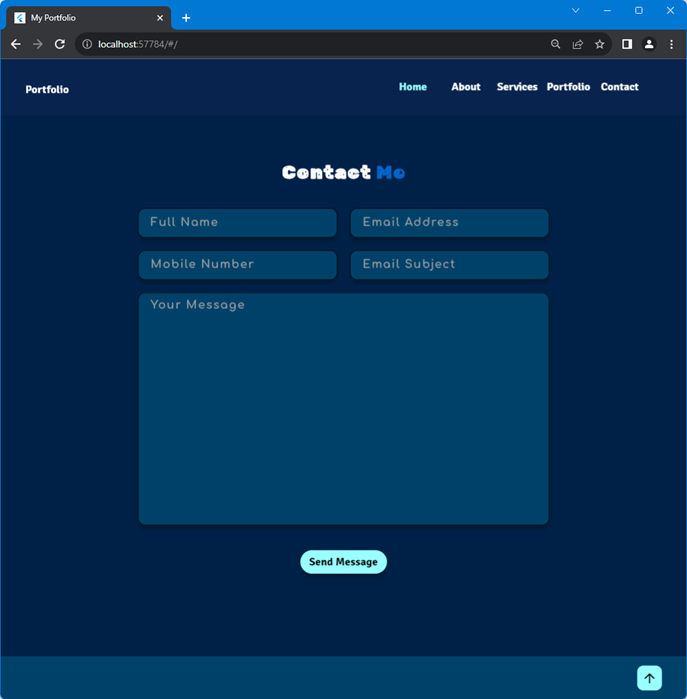 My Portfolio
localhost:57784/#/
Portfolio
Home About Services Portfolio Contact
Contact Me
Full Name Email Address
Mobile Number Email Subject
Your Message
Send Message